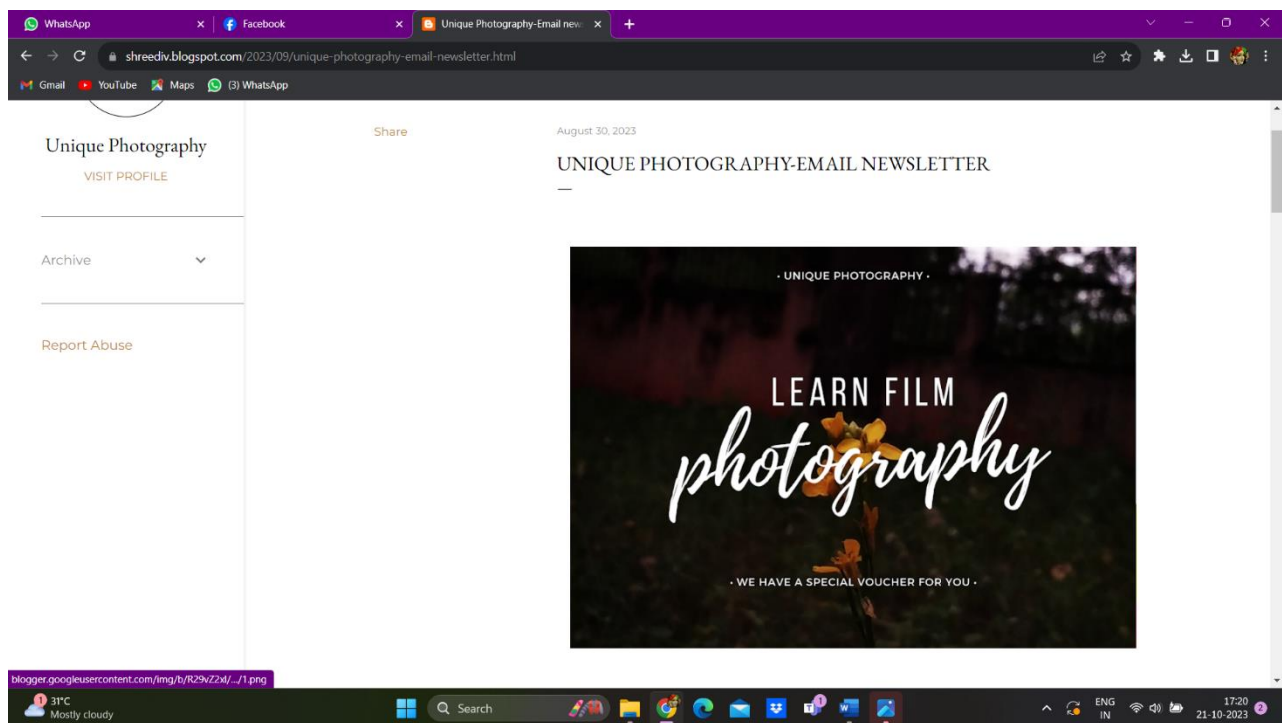 WhatsApp
Facebook
Unique Photography-Email new
shreediv.blogspot.com/2023/09/unique-photography-email-newsletter.html
Gmail
YouTube
Maps
(3) WhatsApp
Unique Photography
VISIT PROFILE
Archive
Report Abuse
Share
August 30, 2023
UNIQUE PHOTOGRAPHY-EMAIL NEWSLETTER
· UNIQUE PHOTOGRAPHY ·
LEARN FILM
photography
· WE HAVE A SPECIAL VOUCHER FOR YOU ·
blogger.googleusercontent.com/img/b/R29vZ2xl/.../1.png
1
31°C
Mostly cloudy
Search
1
ENG
IN
17:20
21-10-2023
2